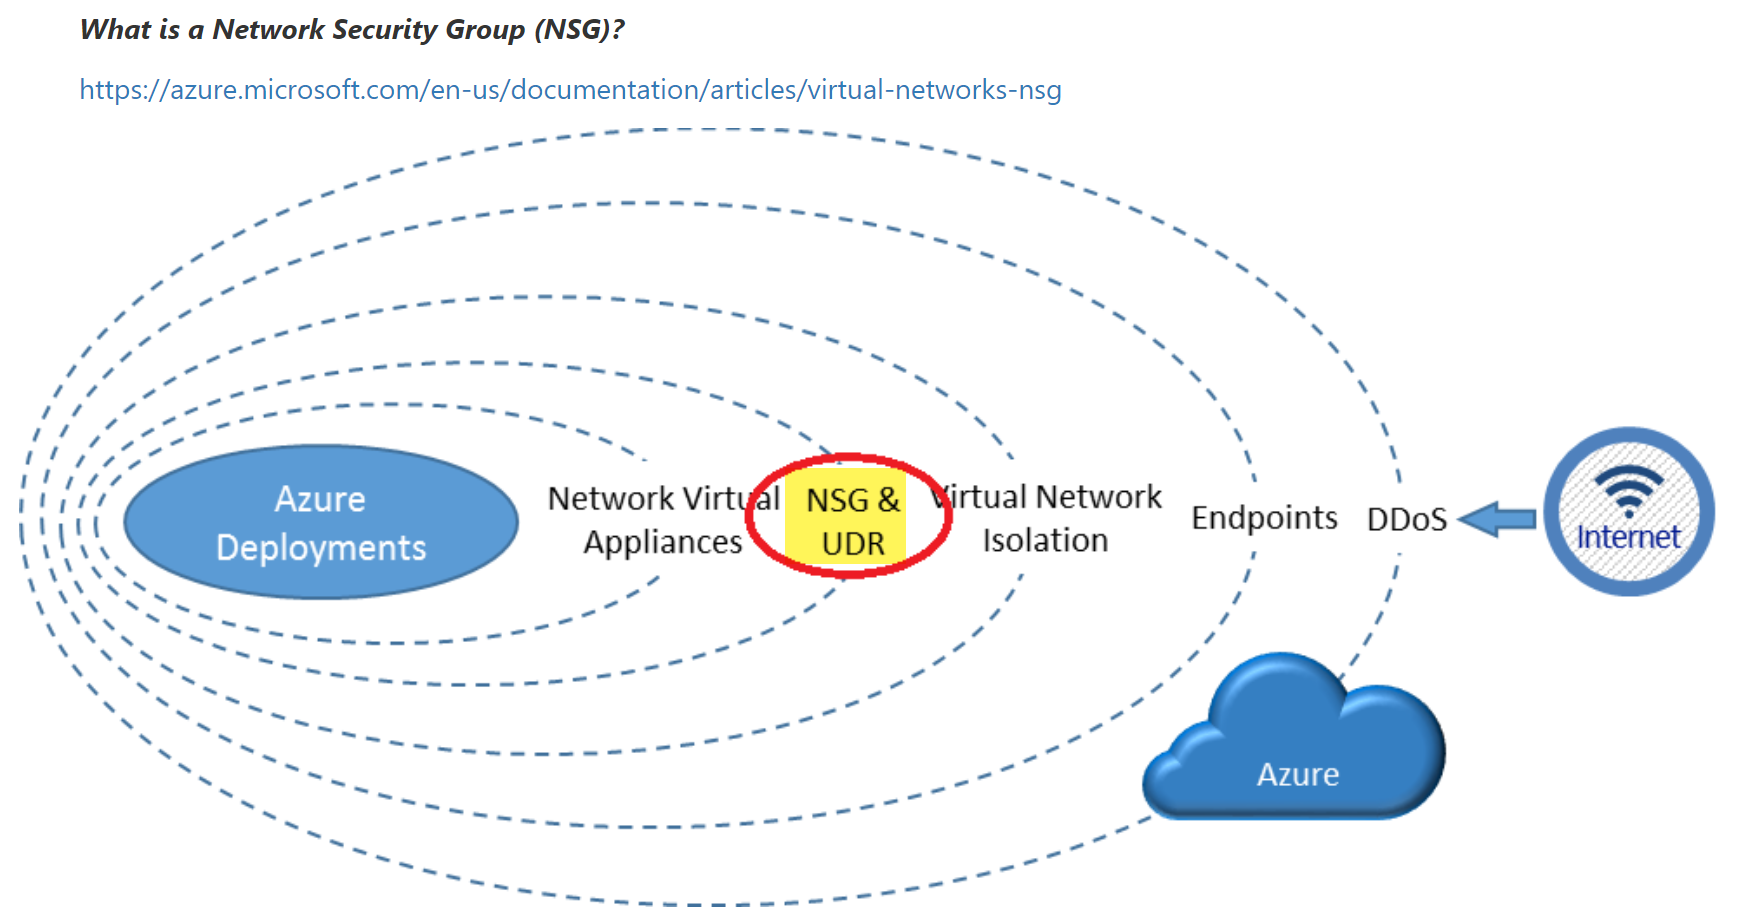 What is a Network Security Group (NSG)?
https://azure.microsoft.com/en-us/documentation/articles/virtual-networks-nsg
Azure
Deployments
Network Virtual
Appliances
NSG &
UDR
Virtual Network
Isolation
Endpoints
DDoS
Internet
Azure